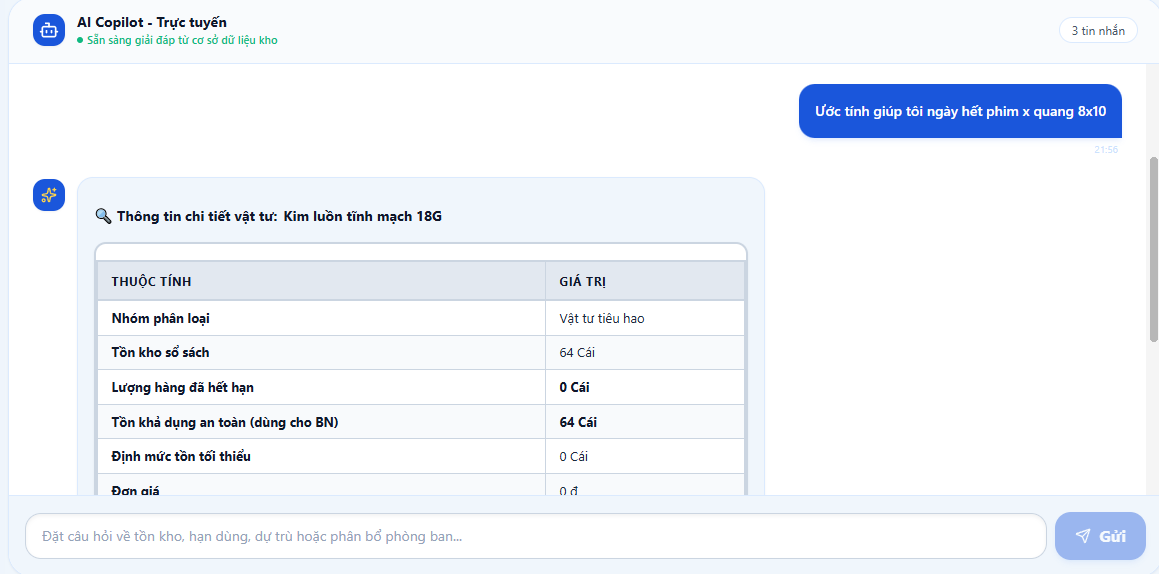 AI Copilot - Trực tuyến
Sẵn sàng giải đáp từ cơ sở dữ liệu kho
3 tin nhắn
Ước tính giúp tôi ngày hết phim x quang 8x10
21:56
Thông tin chi tiết vật tư: Kim luồn tĩnh mạch 18G
THUỘC TÍNH GIÁ TRỊ
Nhóm phân loại Vật tư tiêu hao
Tồn kho sổ sách 64 Cái
Lượng hàng đã hết hạn 0 Cái
Tồn khả dụng an toàn (dùng cho BN) 64 Cái
Định mức tồn tối thiểu 0 Cái
Đơn giá 0 đ
Đặt câu hỏi về tồn kho, hạn dùng, dự trù hoặc phân bổ phòng ban...
Gửi